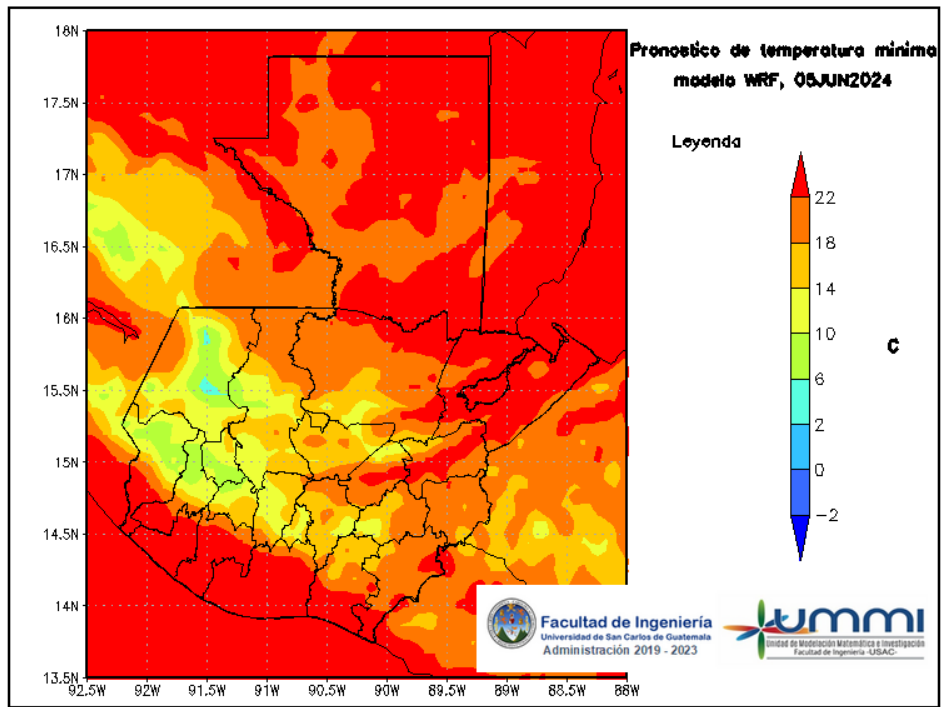 18N
17.5N
17N
16.5N
16N
15.5N
15N
14.5N
14N
13.5N
92.5W 92W 91.5W 91W 90.5W 90W 89.5W 89W 88.5W 88W
Pronostico de temperatura minima
modelo WRF, 05JUN2024
Leyenda
22
18
14
10
6
2
0
-2
C
Facultad de Ingeniería
Universidad de San Carlos de Guatemala
Administración 2019 - 2023
UMMI
Unidad de Modelación Matemática e Investigación
Facultad de Ingeniería -USAC-